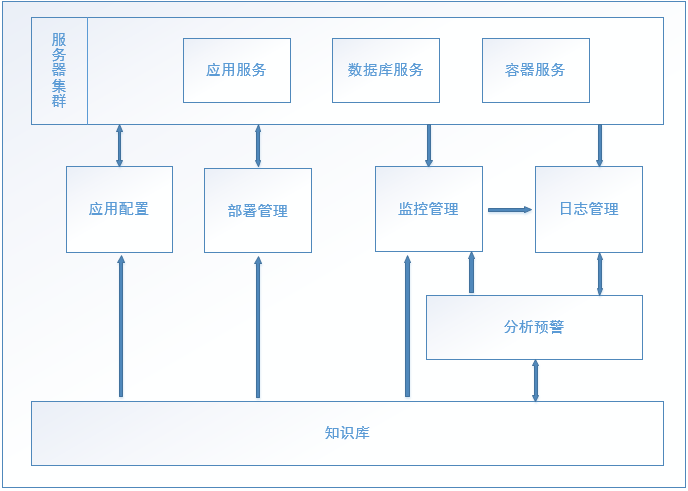 服务器集群
应用服务
数据库服务
容器服务
应用配置
部署管理
监控管理
日志管理
分析预警
知识库